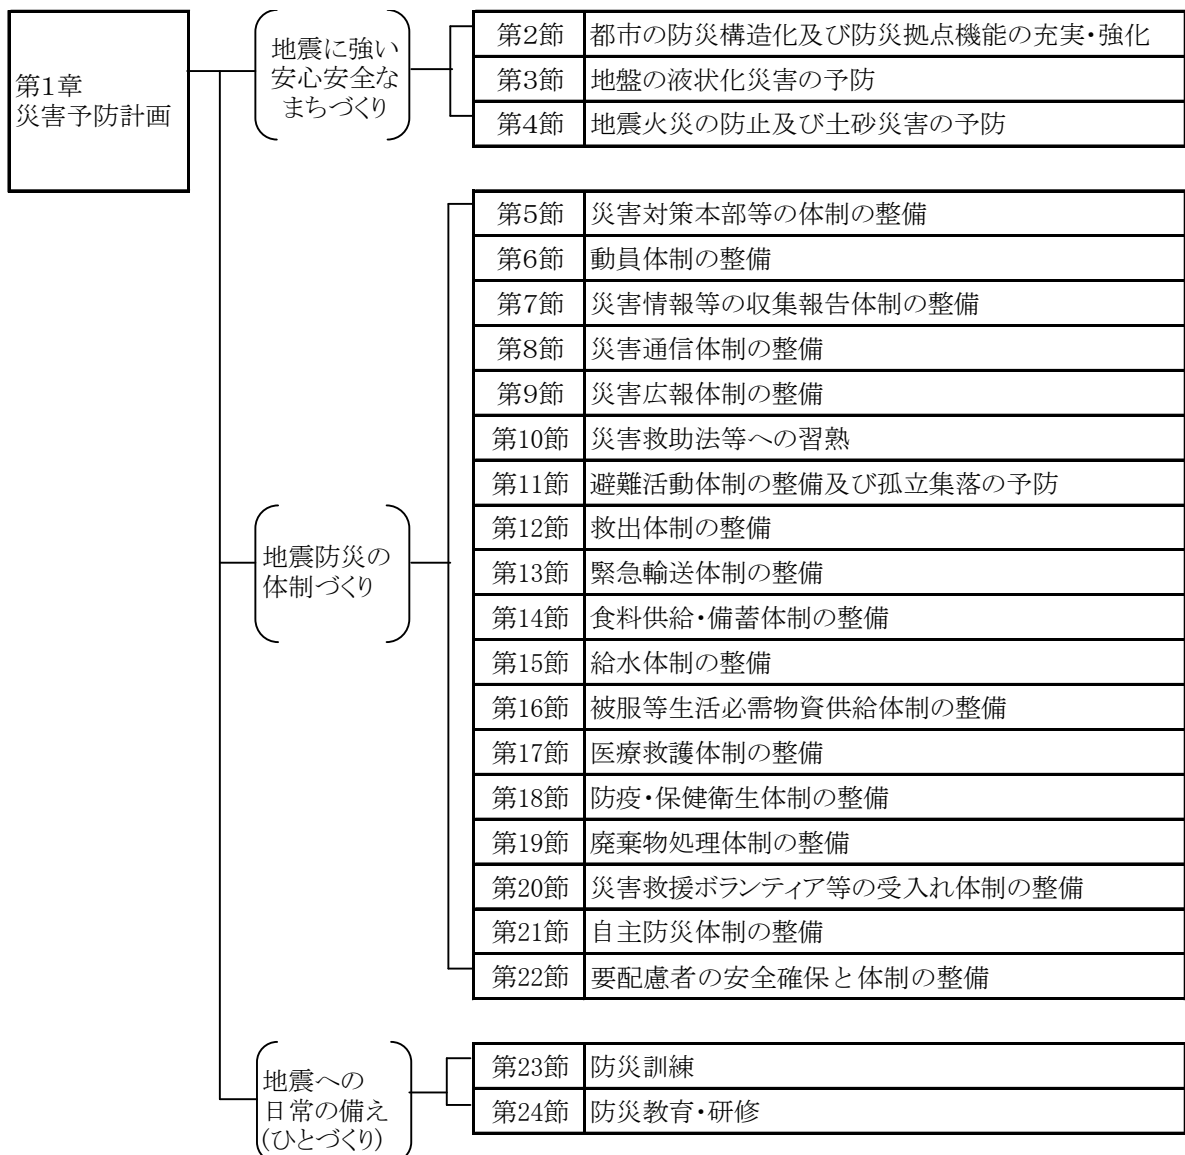 第1章
災害予防計画
地震に強い
安心安全な
まちづくり
第2節 都市の防災構造化及び防災拠点機能の充実・強化
第3節 地盤の液状化災害の予防
第4節 地震火災の防止及び土砂災害の予防
地震防災の
体制づくり
第5節 災害対策本部等の体制の整備
第6節 動員体制の整備
第7節 災害情報等の収集報告体制の整備
第8節 災害通信体制の整備
第9節 災害広報体制の整備
第10節 災害救助法等への習熟
第11節 避難活動体制の整備及び孤立集落の予防
第12節 救出体制の整備
第13節 緊急輸送体制の整備
第14節 食料供給・備蓄体制の整備
第15節 給水体制の整備
第16節 被服等生活必需物資供給体制の整備
第17節 医療救護体制の整備
第18節 防疫・保健衛生体制の整備
第19節 廃棄物処理体制の整備
第20節 災害救援ボランティア等の受入れ体制の整備
第21節 自主防災体制の整備
第22節 要配慮者の安全確保と体制の整備
地震への
日常の備え
(ひとづくり)
第23節 防災訓練
第24節 防災教育・研修